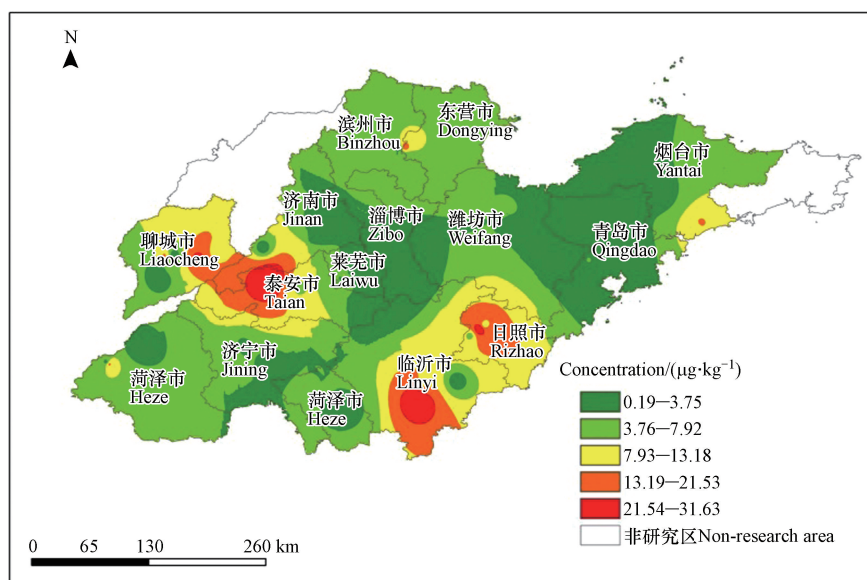 N
滨州市
Binzhou
东营市
Dongying
烟台市
Yantai
济南市
Jinan
淄博市
Zibo
潍坊市
Weifang
青岛市
Qingdao
聊城市
Liaocheng
莱芜市
Laiwu
泰安市
Taian
日照市
Rizhao
济宁市
Jining
临沂市
Linyi
菏泽市
Heze
菏泽市
Heze
Concentration/(μg·kg⁻¹)
0.19—3.75
3.76—7.92
7.93—13.18
13.19—21.53
21.54—31.63
非研究区Non-research area
0 65 130 260 km